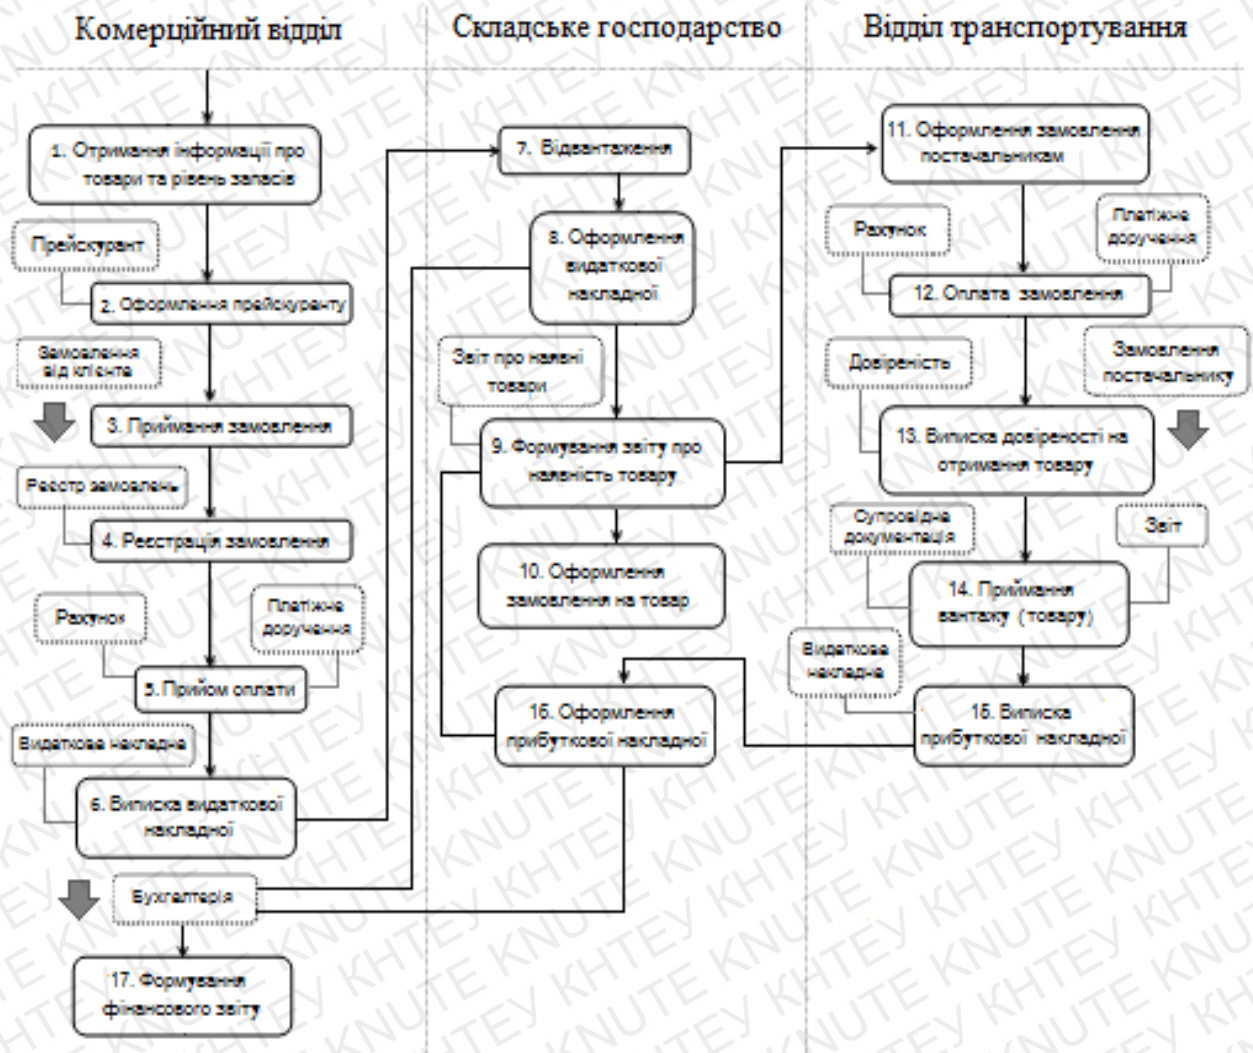 Комерційний відділ
1. Отримання інформації про
товари та рівень запасів
Прейскурант
2. Оформлення прейскуранту
Замовлення
від клієнта
3. Приймання замовлення
Реєстр замовлень
4. Реєстрація замовлення
Рахунок
Платіжне
доручення
5. Прийом оплати
Видаткова накладна
6. Виписка видаткової
накладної
Бухгалтерія
17. Формування
фінансового звіту
Складське господарство
7. Відвантаження
8. Оформлення
видаткової
накладної
Звіт про наявні
товари
9. Формування звіту про
наявність товару
10. Оформлення
замовлення на товар
16. Оформлення
прибуткової накладної
Відділ транспортування
11. Оформлення замовлення
постачальникам
Рахунок
Платіжне
доручення
12. Оплата замовлення
Довіреність
Замовлення
постачальнику
13. Виписка довіреності на
отримання товару
Супровідна
документація
Звіт
14. Приймання
вантажу (товару)
Видаткова
накладна
15. Виписка
прибуткової накладної
KNUTE КНТЕУ